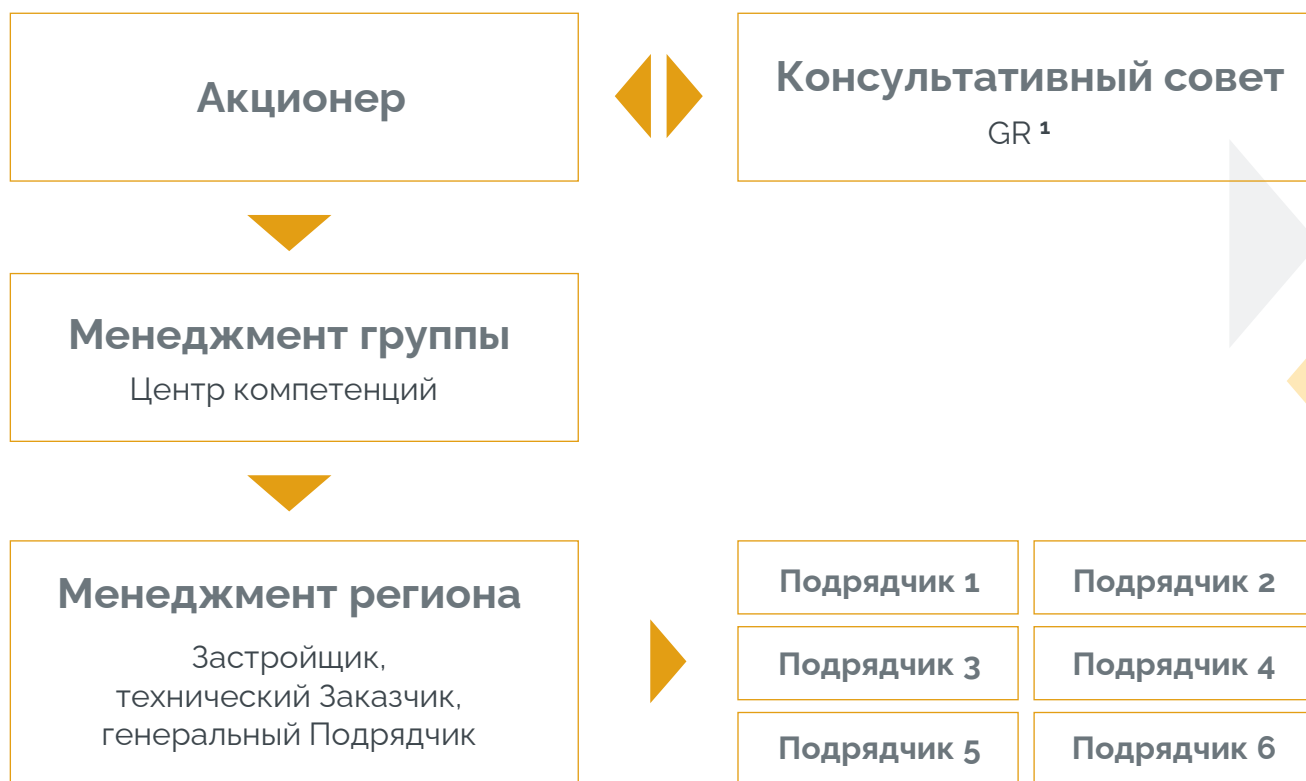 Акционер
Консультативный совет
GR ¹
Менеджмент группы
Центр компетенций
Менеджмент региона
Застройщик,
технический Заказчик,
генеральный Подрядчик
Подрядчик 1
Подрядчик 2
Подрядчик 3
Подрядчик 4
Подрядчик 5
Подрядчик 6